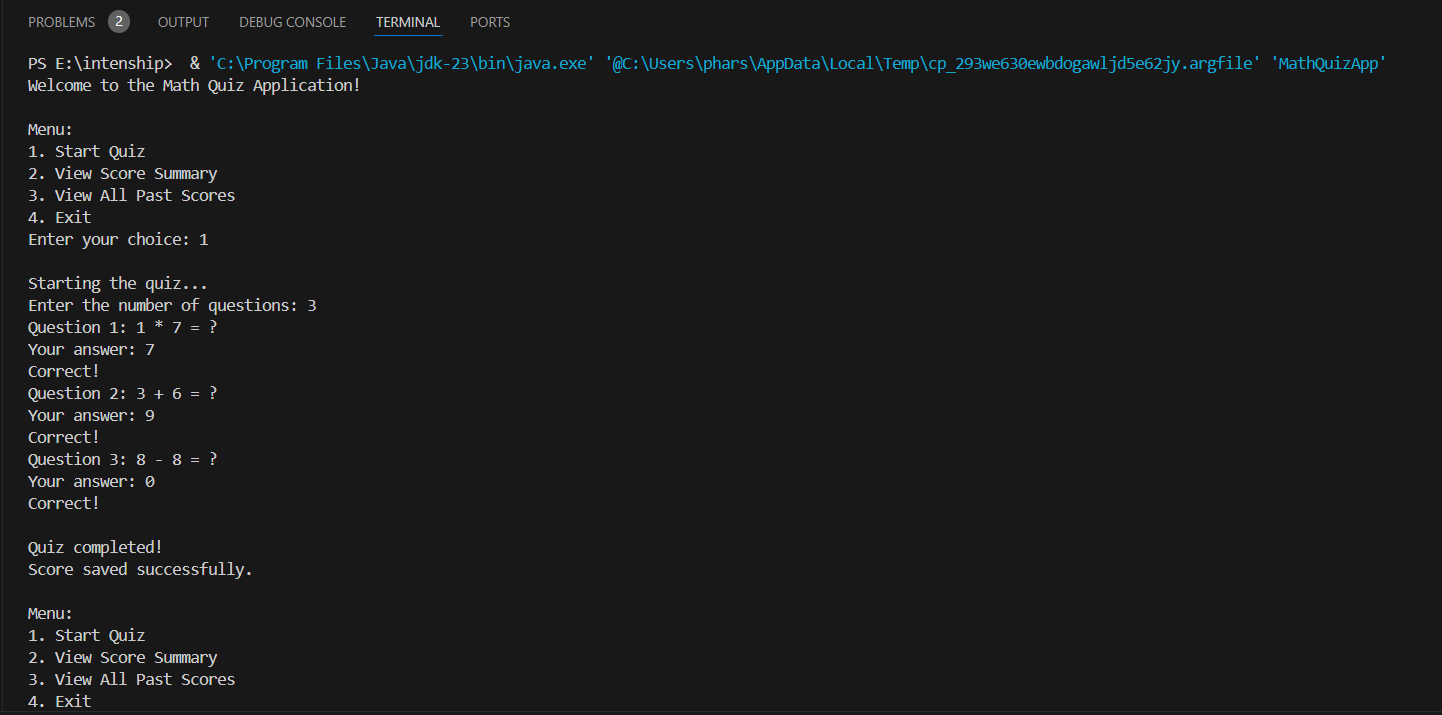 PROBLEMS 2 OUTPUT DEBUG CONSOLE TERMINAL PORTS
PS E:\intenship>  & 'C:\Program Files\Java\jdk-23\bin\java.exe' '@C:\Users\phars\AppData\Local\Temp\cp_293we630ewbdogawljd5e62jy.argfile' 'MathQuizApp'
Welcome to the Math Quiz Application!

Menu:
1. Start Quiz
2. View Score Summary
3. View All Past Scores
4. Exit
Enter your choice: 1

Starting the quiz...
Enter the number of questions: 3
Question 1: 1 * 7 = ?
Your answer: 7
Correct!
Question 2: 3 + 6 = ?
Your answer: 9
Correct!
Question 3: 8 - 8 = ?
Your answer: 0
Correct!

Quiz completed!
Score saved successfully.

Menu:
1. Start Quiz
2. View Score Summary
3. View All Past Scores
4. Exit